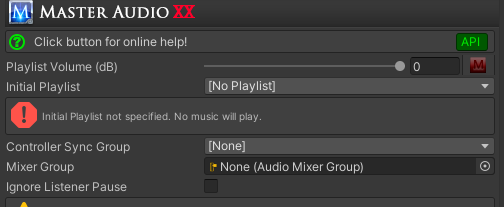 MASTER AUDIO XX
Click button for online help! API
Playlist Volume (dB) 0 M
Initial Playlist [No Playlist]
Initial Playlist not specified. No music will play.
Controller Sync Group [None]
Mixer Group None (Audio Mixer Group)
Ignore Listener Pause